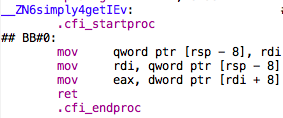 __ZN6simply4getIEv:
.cfi_startproc
## BB#0:
mov qword ptr [rsp - 8], rdi
mov rdi, qword ptr [rsp - 8]
mov eax, dword ptr [rdi + 8]
ret
.cfi_endproc